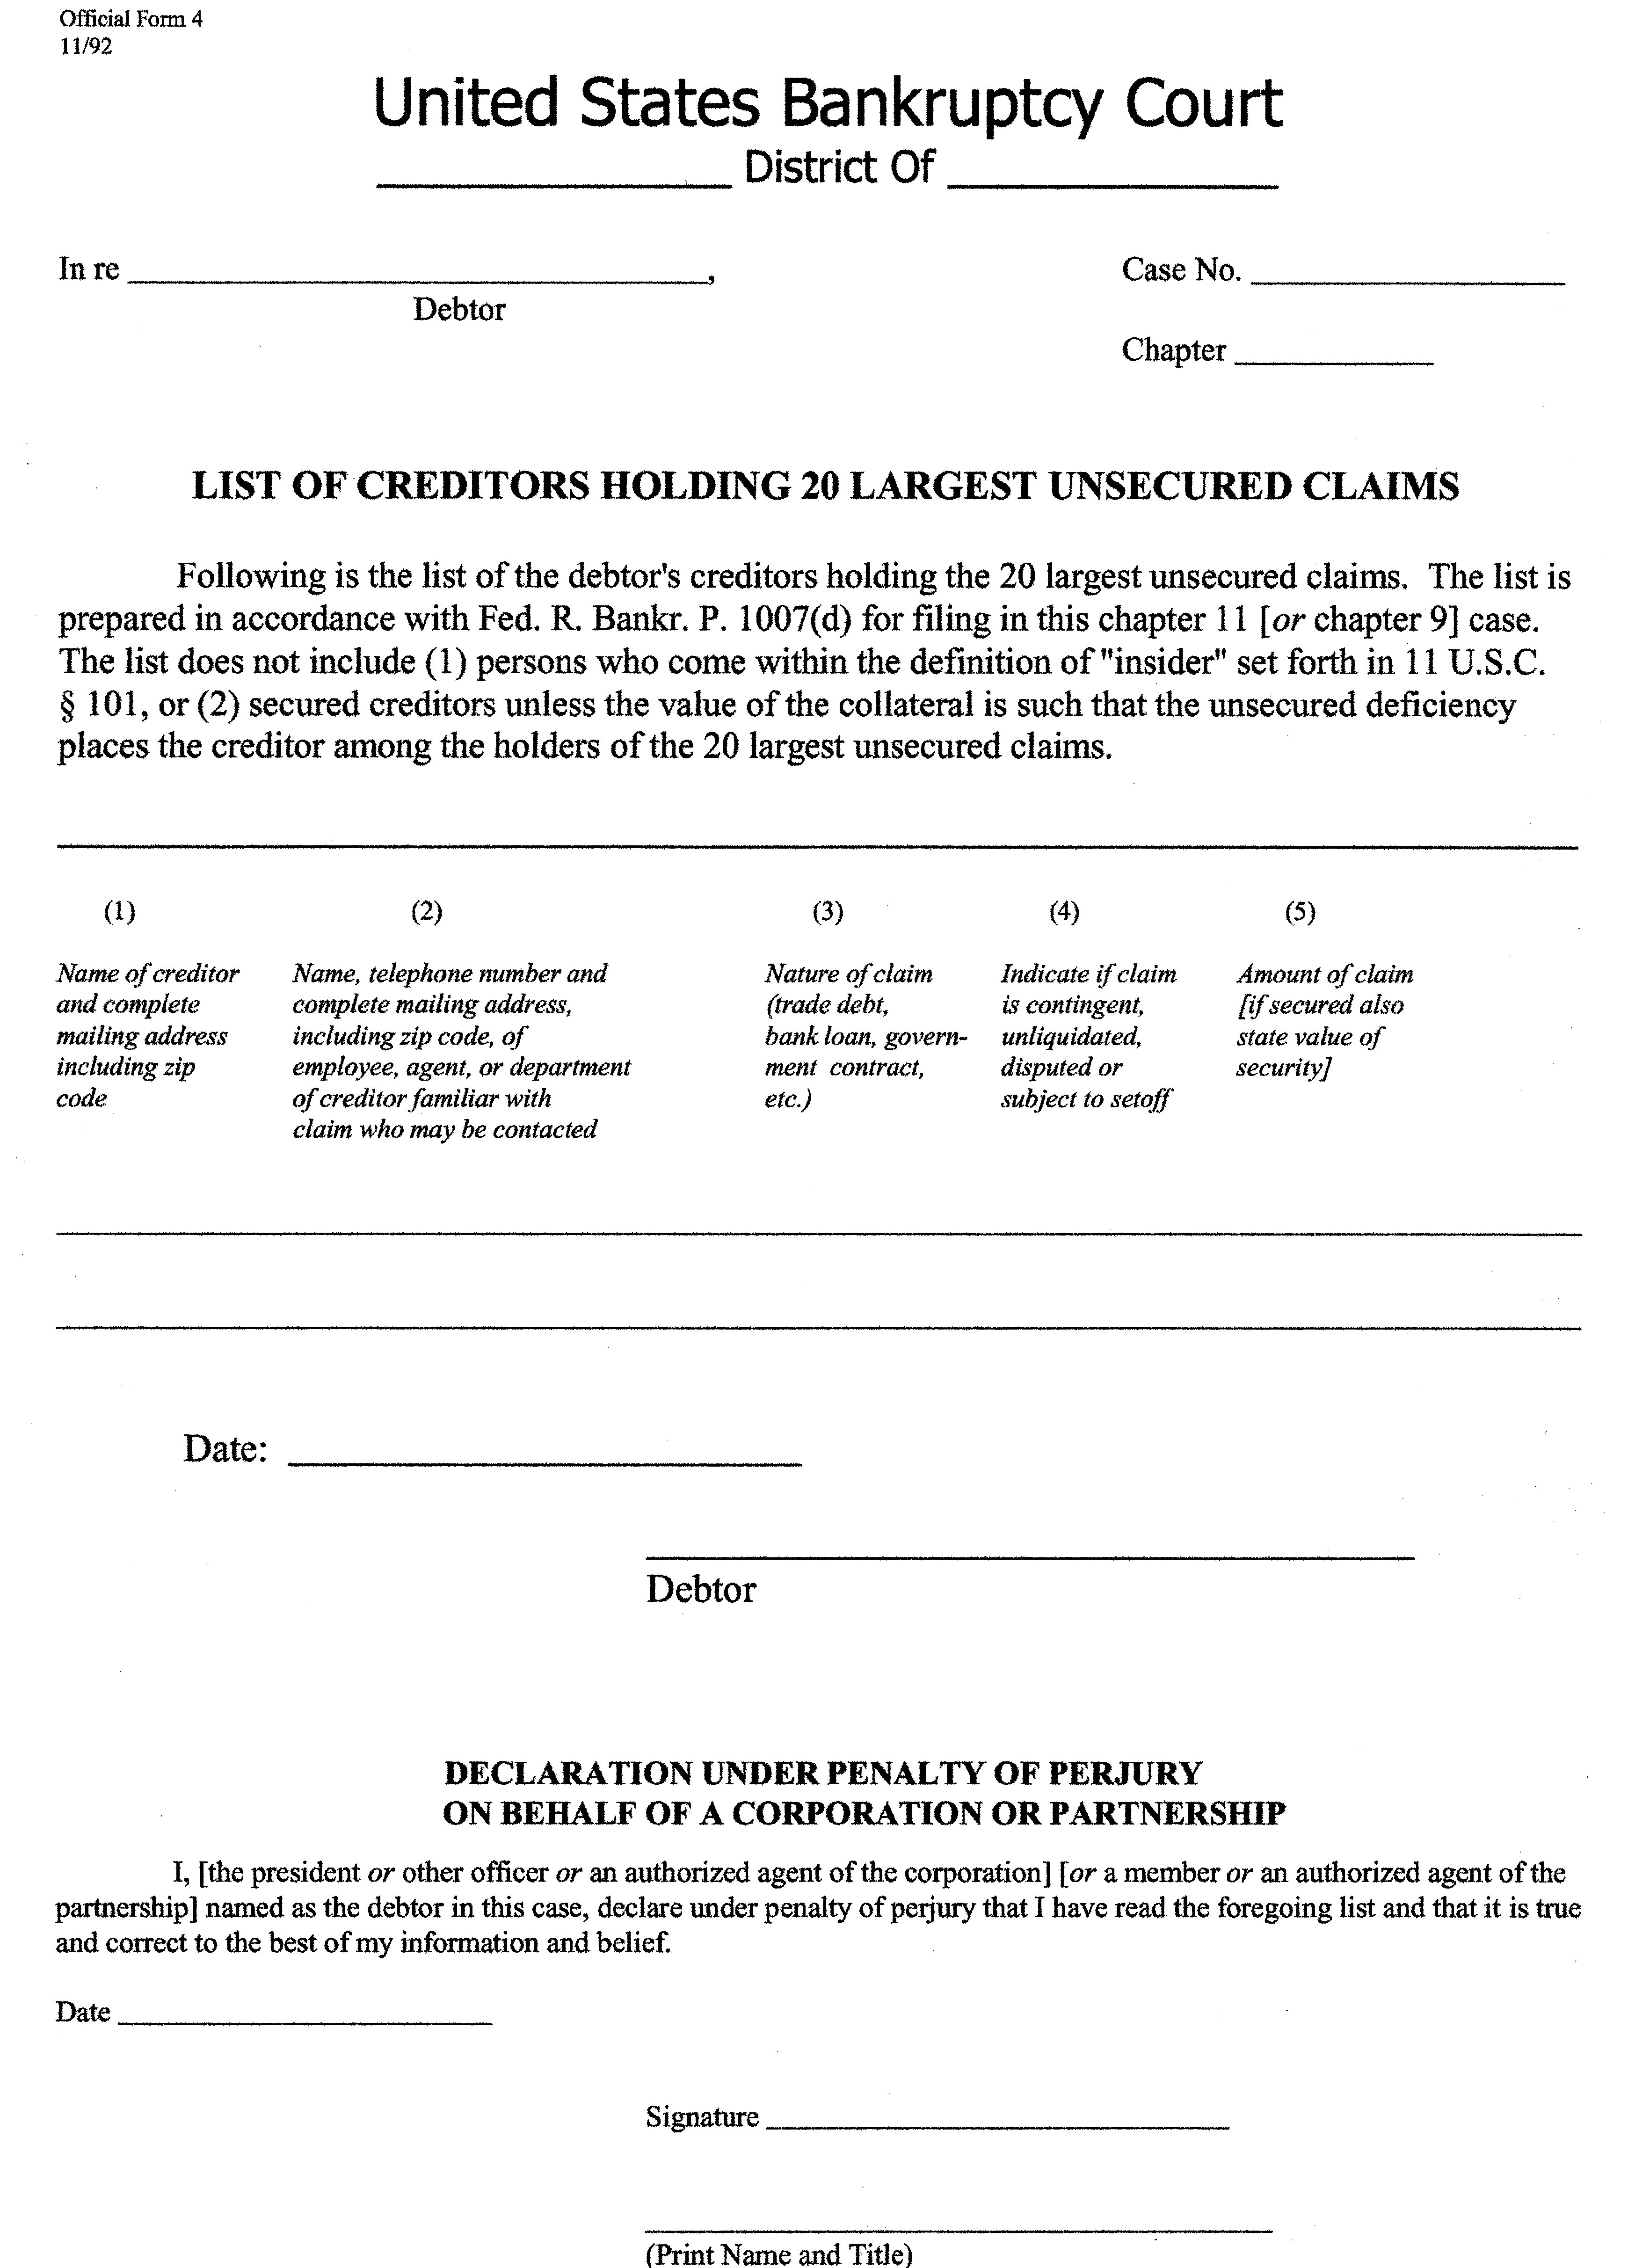 Official Form 4
11/92
United States Bankruptcy Court
_______________ District Of _______________
In re ______________________________, Case No. _______________
Debtor
Chapter __________
LIST OF CREDITORS HOLDING 20 LARGEST UNSECURED CLAIMS
Following is the list of the debtor's creditors holding the 20 largest unsecured claims. The list is
prepared in accordance with Fed. R. Bankr. P. 1007(d) for filing in this chapter 11 [or chapter 9] case.
The list does not include (1) persons who come within the definition of "insider" set forth in 11 U.S.C.
§ 101, or (2) secured creditors unless the value of the collateral is such that the unsecured deficiency
places the creditor among the holders of the 20 largest unsecured claims.
(1) (2) (3) (4) (5)
Name of creditor Name, telephone number and Nature of claim Indicate if claim Amount of claim
and complete complete mailing address, (trade debt, is contingent, [if secured also
mailing address including zip code, of bank loan, govern- unliquidated, state value of
including zip employee, agent, or department ment contract, disputed or security]
code of creditor familiar with etc.) subject to setoff
claim who may be contacted
Date: ____________________
Debtor
DECLARATION UNDER PENALTY OF PERJURY
ON BEHALF OF A CORPORATION OR PARTNERSHIP
I, [the president or other officer or an authorized agent of the corporation] [or a member or an authorized agent of the
partnership] named as the debtor in this case, declare under penalty of perjury that I have read the foregoing list and that it is true
and correct to the best of my information and belief.
Date ____________________
Signature ____________________
(Print Name and Title)